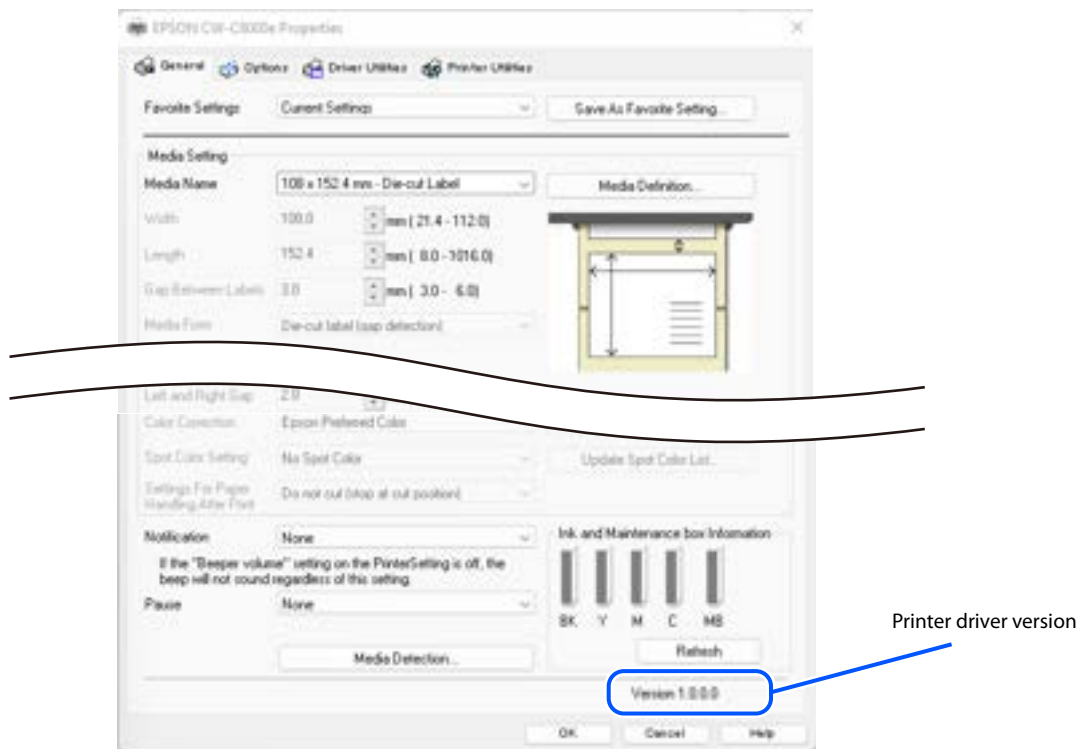 EPSON CW-C8000e Properties
General Options Driver Utilities Printer Utilities
Favorite Settings Current Settings Save As Favorite Setting...
Media Setting
Media Name 108 x 152.4 mm - Die-cut Label Media Definition...
Width 108.0 mm ( 21.4 - 112.0)
Length 152.4 mm ( 8.0 - 1016.0)
Gap Between Labels 3.0 mm ( 3.0 - 6.0)
Media Form Die-cut label (gap detection)
Left and Right Gap 2.0
Color Correction Epson Preferred Color
Spot Color Setting No Spot Color Update Spot Color List...
Settings For Paper
Handling After Print Do not cut (stop at cut position)
Notification None
If the "Beeper volume" setting on the PrinterSetting is off, the
beep will not sound regardless of this setting.
Pause None
Media Detection...
Ink and Maintenance box Information
BK Y M C MB
Refresh
Version 1.0.0.0
OK Cancel Help
Printer driver version